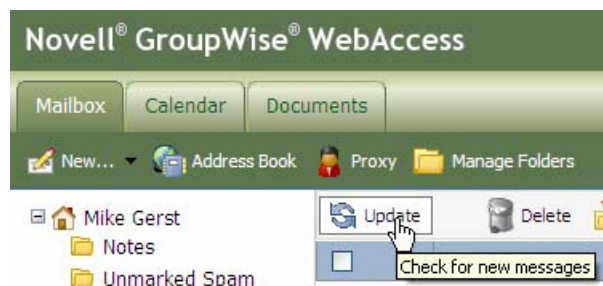 Novell® GroupWise® WebAccess
Mailbox Calendar Documents
New... Address Book Proxy Manage Folders
Mike Gerst Update Delete
Notes
Check for new messages
Unmarked Spam